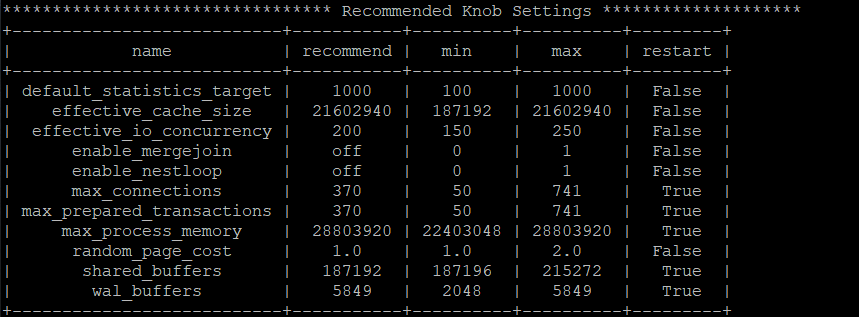 ********************************* Recommended Knob Settings ********************
+---------------------------+-----------+----------+----------+---------+
| name | recommend | min | max | restart |
+---------------------------+-----------+----------+----------+---------+
| default_statistics_target | 1000 | 100 | 1000 | False |
| effective_cache_size | 21602940 | 187192 | 21602940 | False |
| effective_io_concurrency | 200 | 150 | 250 | False |
| enable_mergejoin | off | 0 | 1 | False |
| enable_nestloop | off | 0 | 1 | False |
| max_connections | 370 | 50 | 741 | True |
| max_prepared_transactions | 370 | 50 | 741 | True |
| max_process_memory | 28803920 | 22403048 | 28803920 | True |
| random_page_cost | 1.0 | 1.0 | 2.0 | False |
| shared_buffers | 187192 | 187196 | 215272 | True |
| wal_buffers | 5849 | 2048 | 5849 | True |
+---------------------------+-----------+----------+----------+---------+